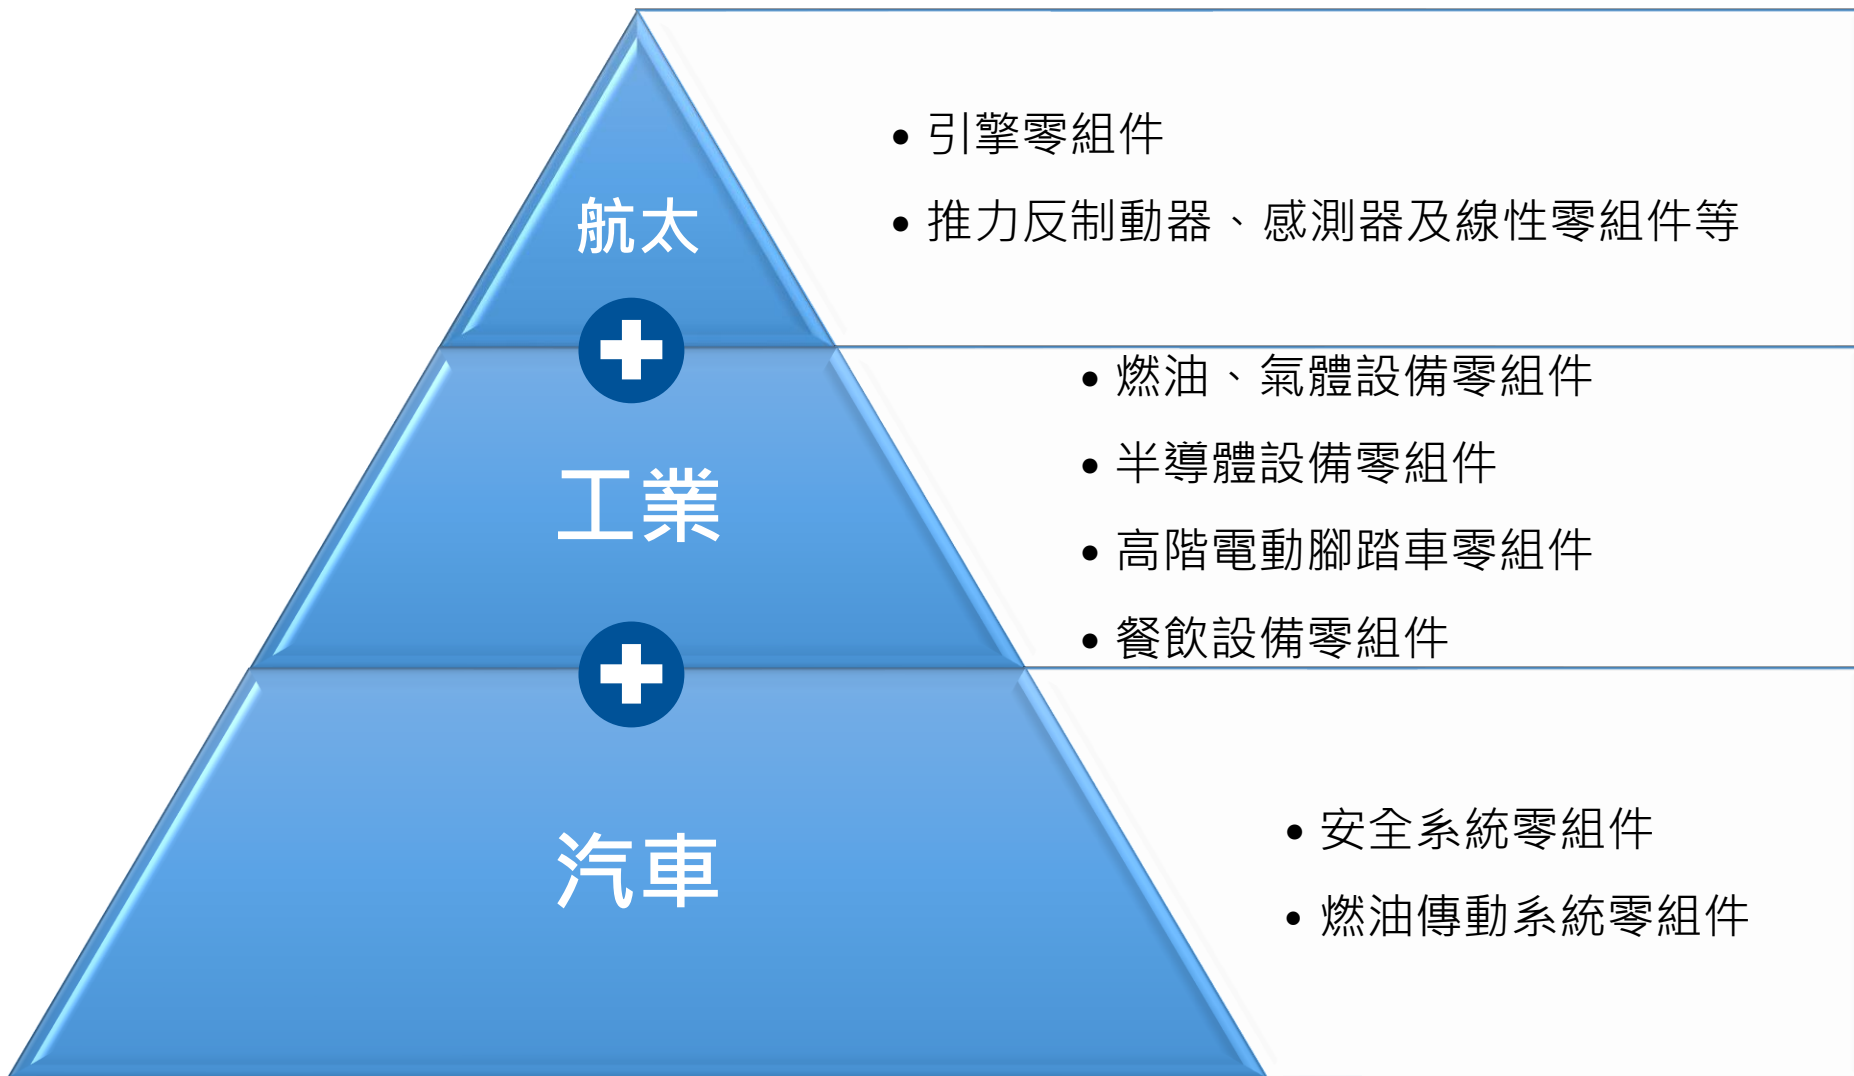 航太
• 引擎零組件
• 推力反制動器、感測器及線性零組件等
工業
• 燃油、氣體設備零組件
• 半導體設備零組件
• 高階電動腳踏車零組件
• 餐飲設備零組件
汽車
• 安全系統零組件
• 燃油傳動系統零組件